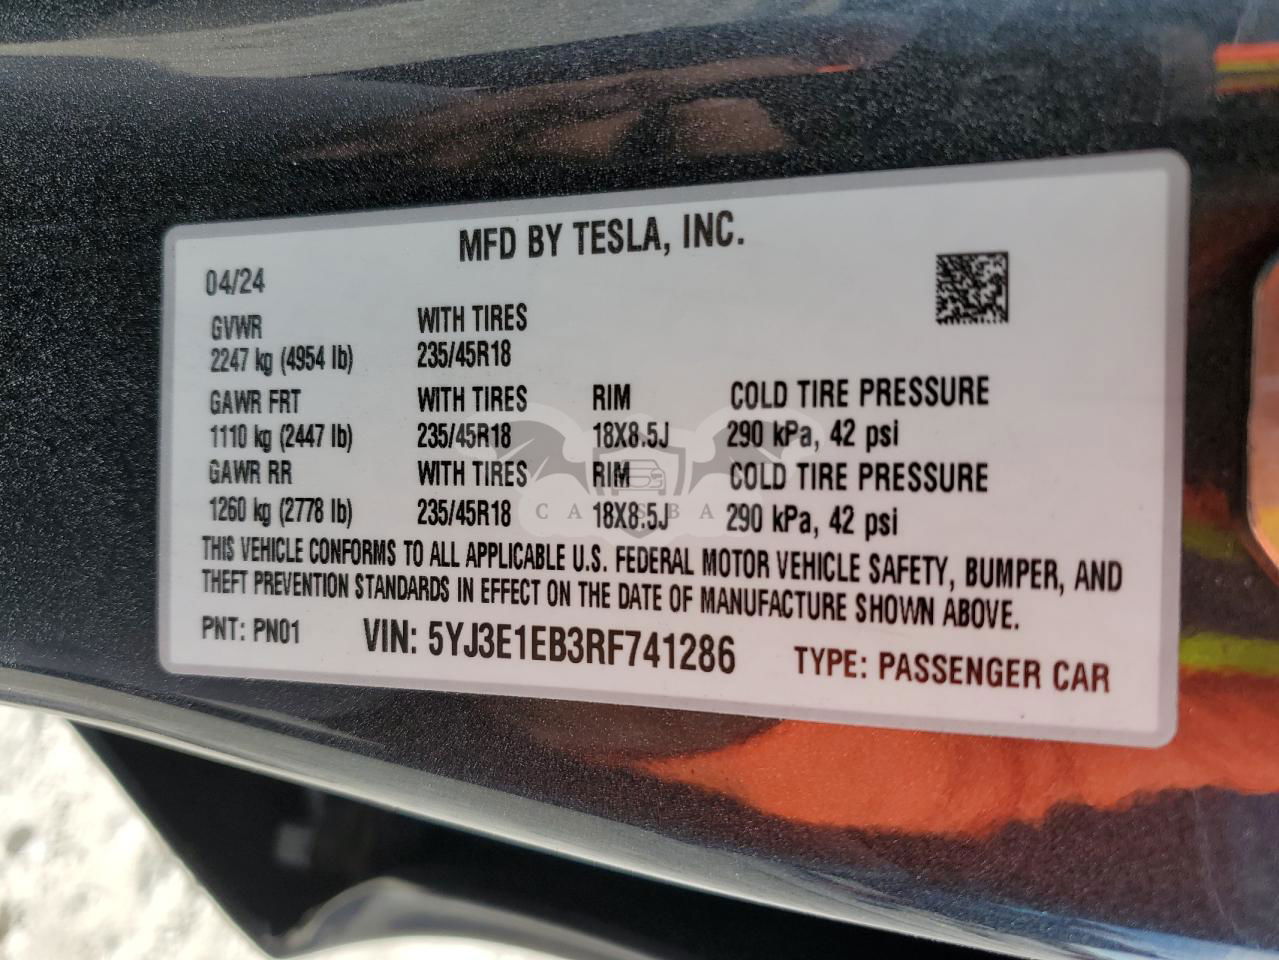 MFD BY TESLA, INC.
04/24
GVWR WITH TIRES
2247 kg (4954 lb) 235/45R18
GAWR FRT WITH TIRES RIM COLD TIRE PRESSURE
1110 kg (2447 lb) 235/45R18 18X8.5J 290 kPa, 42 psi
GAWR RR WITH TIRES RIM COLD TIRE PRESSURE
1260 kg (2778 lb) 235/45R18 18X8.5J 290 kPa, 42 psi
THIS VEHICLE CONFORMS TO ALL APPLICABLE U.S. FEDERAL MOTOR VEHICLE SAFETY, BUMPER, AND
THEFT PREVENTION STANDARDS IN EFFECT ON THE DATE OF MANUFACTURE SHOWN ABOVE.
PNT: PN01 VIN: 5YJ3E1EB3RF741286 TYPE: PASSENGER CAR